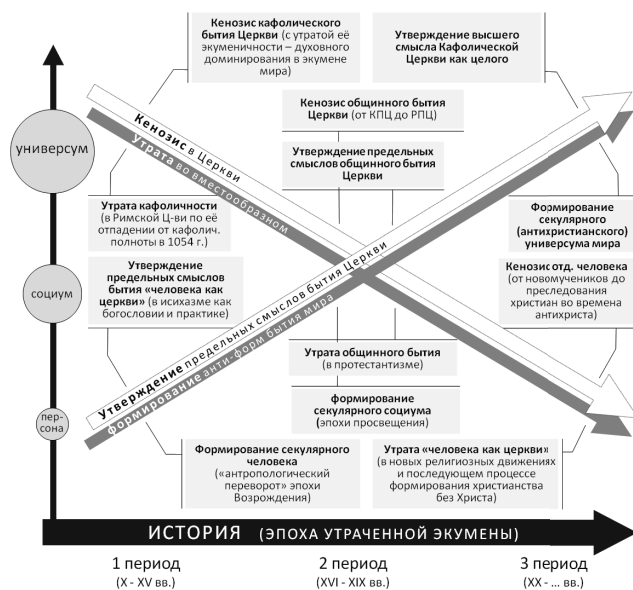 Кенозис кафолического
бытия Церкви (с утратой её
экуменичности – духовного
доминирования в экумене
мира)
Утверждение высшего
смысла Кафолической
Церкви как целого
Кенозис общинного бытия
Церкви (от КПЦ до РПЦ)
Утверждение предельных
смыслов общинного бытия
Церкви
универсум
Кенозис в Церкви
Утрата во вместообразном
Утрата кафоличности
(в Римской Ц-ви по её
отпадении от кафолич.
полноты в 1054 г.)
Формирование
секулярного
(антихристианского)
универсума мира
Утверждение
предельных смыслов
бытия «человека как
церкви» (в исихазме как
богословии и практике)
социум
Кенозис отд. человека
(от новомучеников до
преследования
христиан во времена
антихриста)
Утверждение предельных смыслов бытия Церкви
формирование анти-форм бытия мира
Утрата общинного бытия
(в протестантизме)
формирование
секулярного социума
(эпохи просвещения)
пер-
сона
Формирование секулярного
человека
(«антропологический
переворот» эпохи
Возрождения)
Утрата «человека как церкви»
(в новых религиозных движениях
и последующем процессе
формирования христианства
без Христа)
ИСТОРИЯ (ЭПОХА УТРАЧЕННОЙ ЭКУМЕНЫ)
1 период
(X - XV вв.)
2 период
(XVI - XIX вв.)
3 период
(XX - ... вв.)